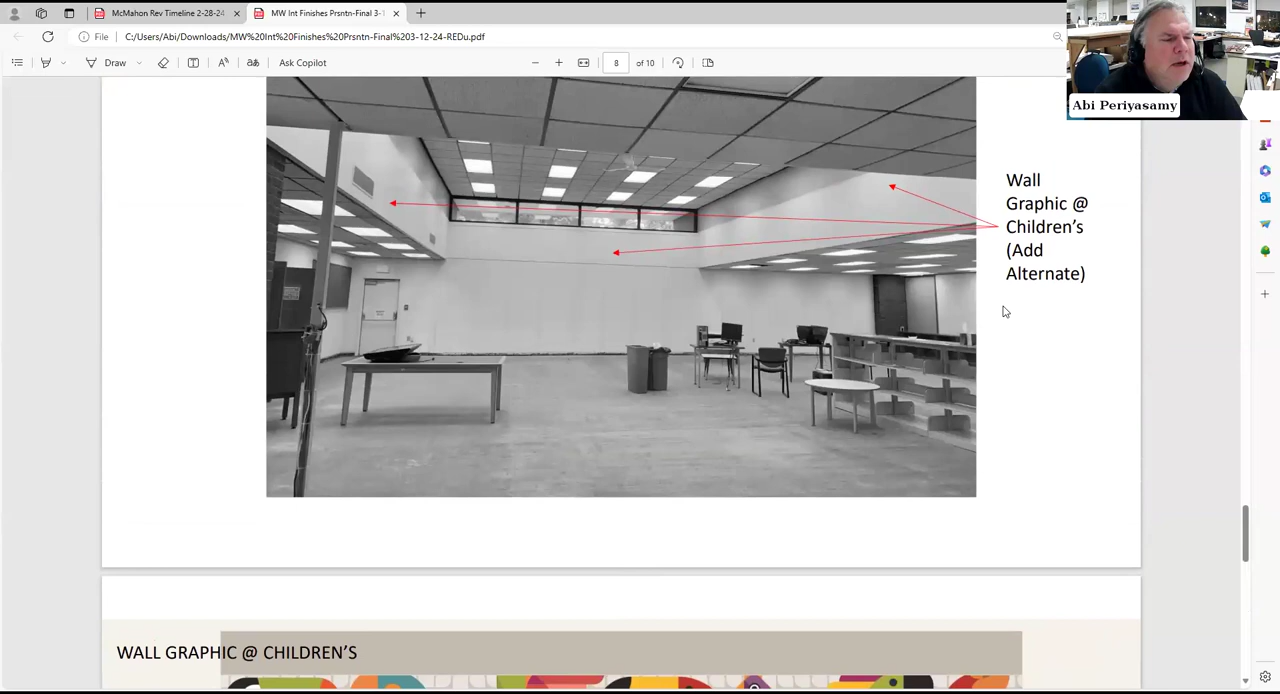 McMahon Rev Timeline 2-28-24
MW Int Finishes Prsntn-Final 3-1
File
C:/Users/Abi/Downloads/MW%20Int%20Finishes%20Prsntn-Final%203-12-24-REDu.pdf
Draw
Ask Copilot
8
of 10
Abi Periyasamy
Wall
Graphic @
Children's
(Add
Alternate)
WALL GRAPHIC @ CHILDREN'S